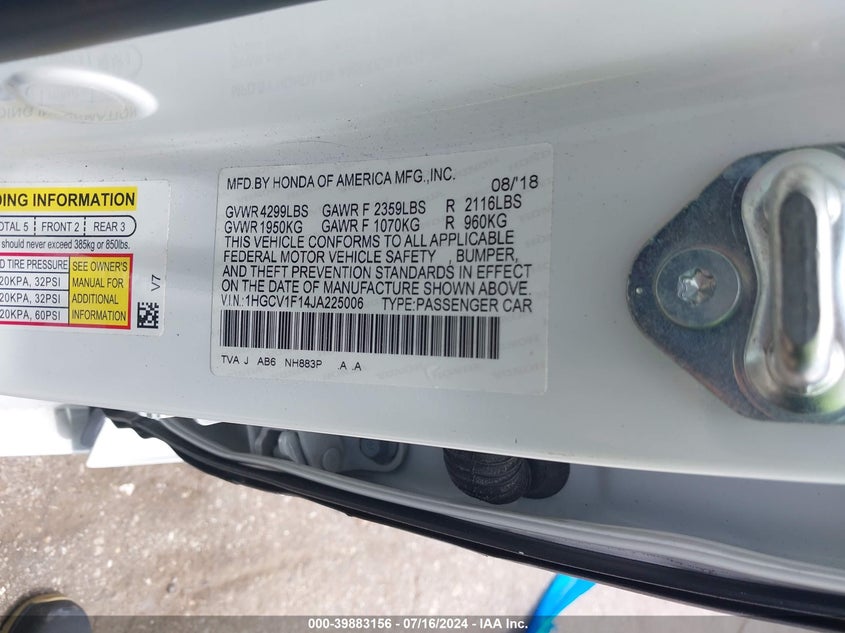 DING INFORMATION
OTAL 5 | FRONT 2 | REAR 3
should never exceed 385kg or 850lbs.
D TIRE PRESSURE
20KPA, 32PSI
20KPA, 32PSI
20KPA, 60PSI
SEE OWNER'S
MANUAL FOR
ADDITIONAL
INFORMATION
V7
MFD.BY HONDA OF AMERICA MFG.,INC. 08/'18
GVWR 4299LBS GAWR F 2359LBS R 2116LBS
GVWR 1950KG GAWR F 1070KG R 960KG
THIS VEHICLE CONFORMS TO ALL APPLICABLE
FEDERAL MOTOR VEHICLE SAFETY , BUMPER,
AND THEFT PREVENTION STANDARDS IN EFFECT
ON THE DATE OF MANUFACTURE SHOWN ABOVE.
V.I.N.:1HGCV1F14JA225006 TYPE:PASSENGER CAR
TVA J AB6 NH883P .A .A
000-39883156 - 07/16/2024 - IAA Inc.